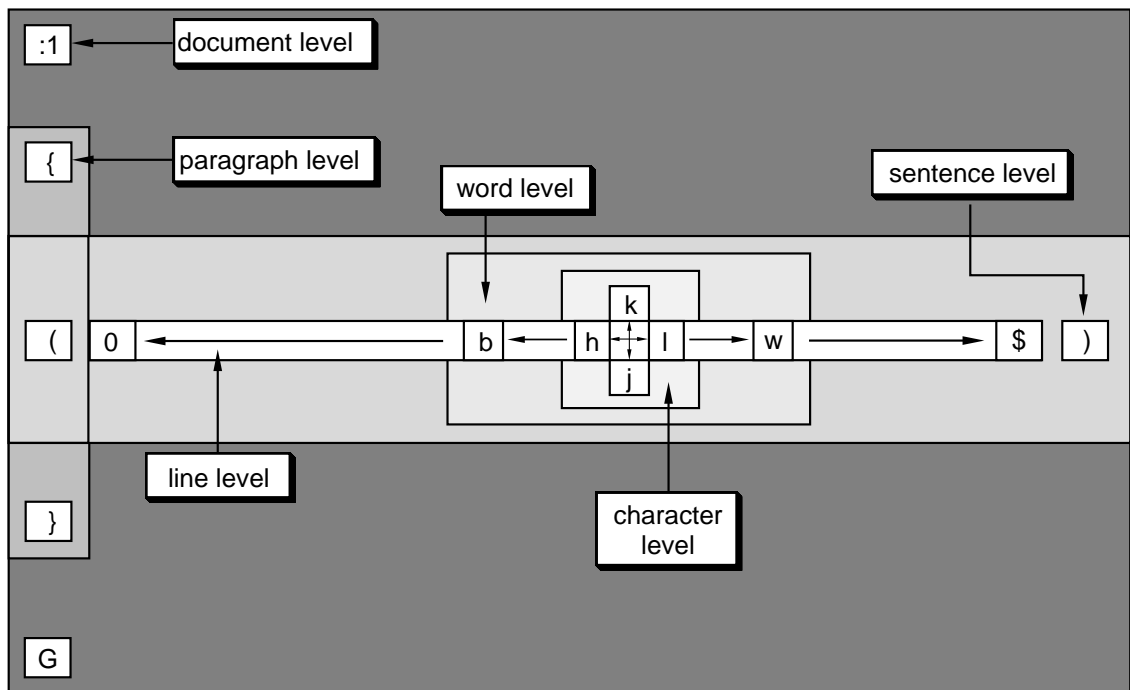 :1 document level
{ paragraph level
word level
sentence level
k
( 0 b h l w $ )
j
line level
}
character
level
G